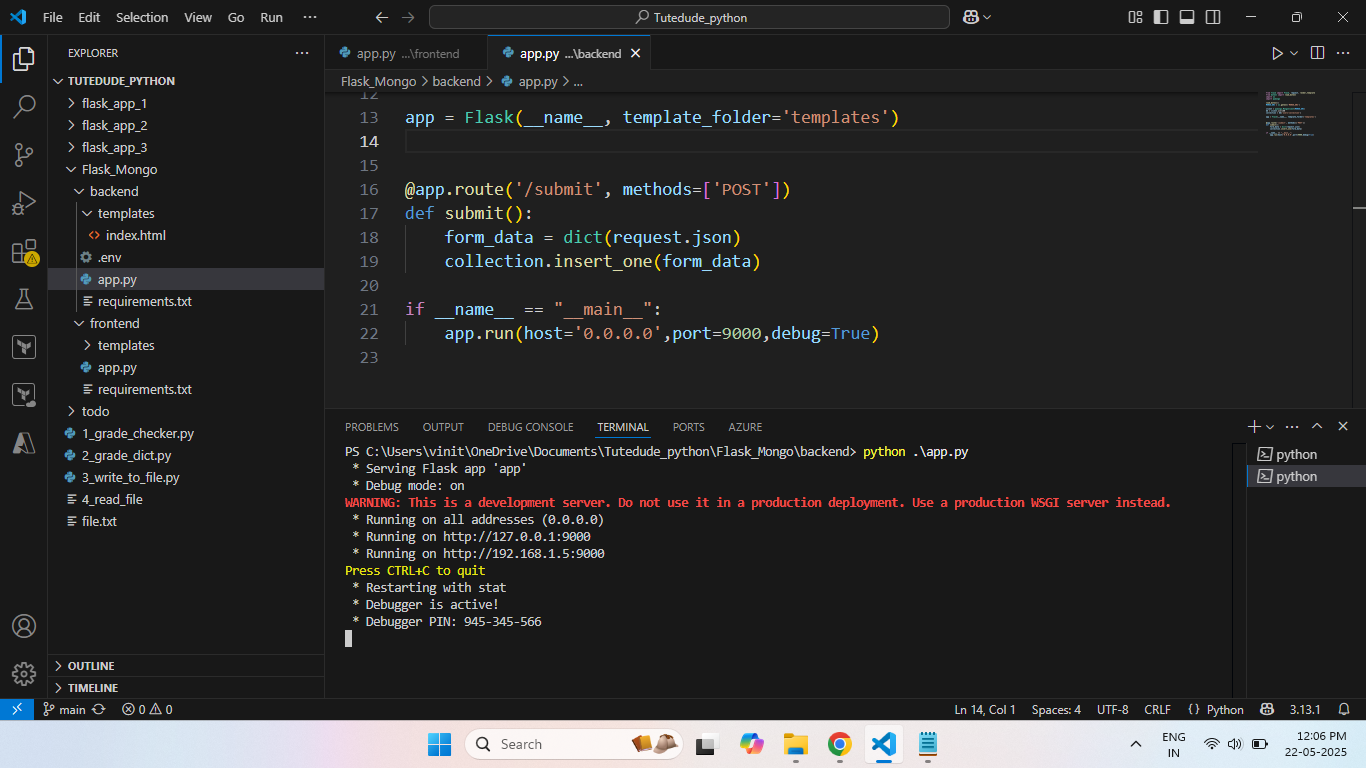 File Edit Selection View Go Run ···
Tutedude_python
EXPLORER
TUTEDUDE_PYTHON
flask_app_1
flask_app_2
flask_app_3
Flask_Mongo
backend
templates
index.html
.env
app.py
requirements.txt
frontend
templates
app.py
requirements.txt
todo
1_grade_checker.py
2_grade_dict.py
3_write_to_file.py
4_read_file
file.txt
OUTLINE
TIMELINE
app.py ...\frontend
app.py ...\backend
Flask_Mongo > backend > app.py > ...
12
13 app = Flask(__name__, template_folder='templates')
14
15
16 @app.route('/submit', methods=['POST'])
17 def submit():
18     form_data = dict(request.json)
19     collection.insert_one(form_data)
20
21 if __name__ == "__main__":
22     app.run(host='0.0.0.0',port=9000,debug=True)
23
PROBLEMS OUTPUT DEBUG CONSOLE TERMINAL PORTS AZURE
PS C:\Users\vinit\OneDrive\Documents\Tutedude_python\Flask_Mongo\backend> python .\app.py
 * Serving Flask app 'app'
 * Debug mode: on
WARNING: This is a development server. Do not use it in a production deployment. Use a production WSGI server instead.
 * Running on all addresses (0.0.0.0)
 * Running on http://127.0.0.1:9000
 * Running on http://192.168.1.5:9000
Press CTRL+C to quit
 * Restarting with stat
 * Debugger is active!
 * Debugger PIN: 945-345-566
python
python
main 0 0
Ln 14, Col 1 Spaces: 4 UTF-8 CRLF { } Python 3.13.1
Search
ENG
IN
12:06 PM
22-05-2025